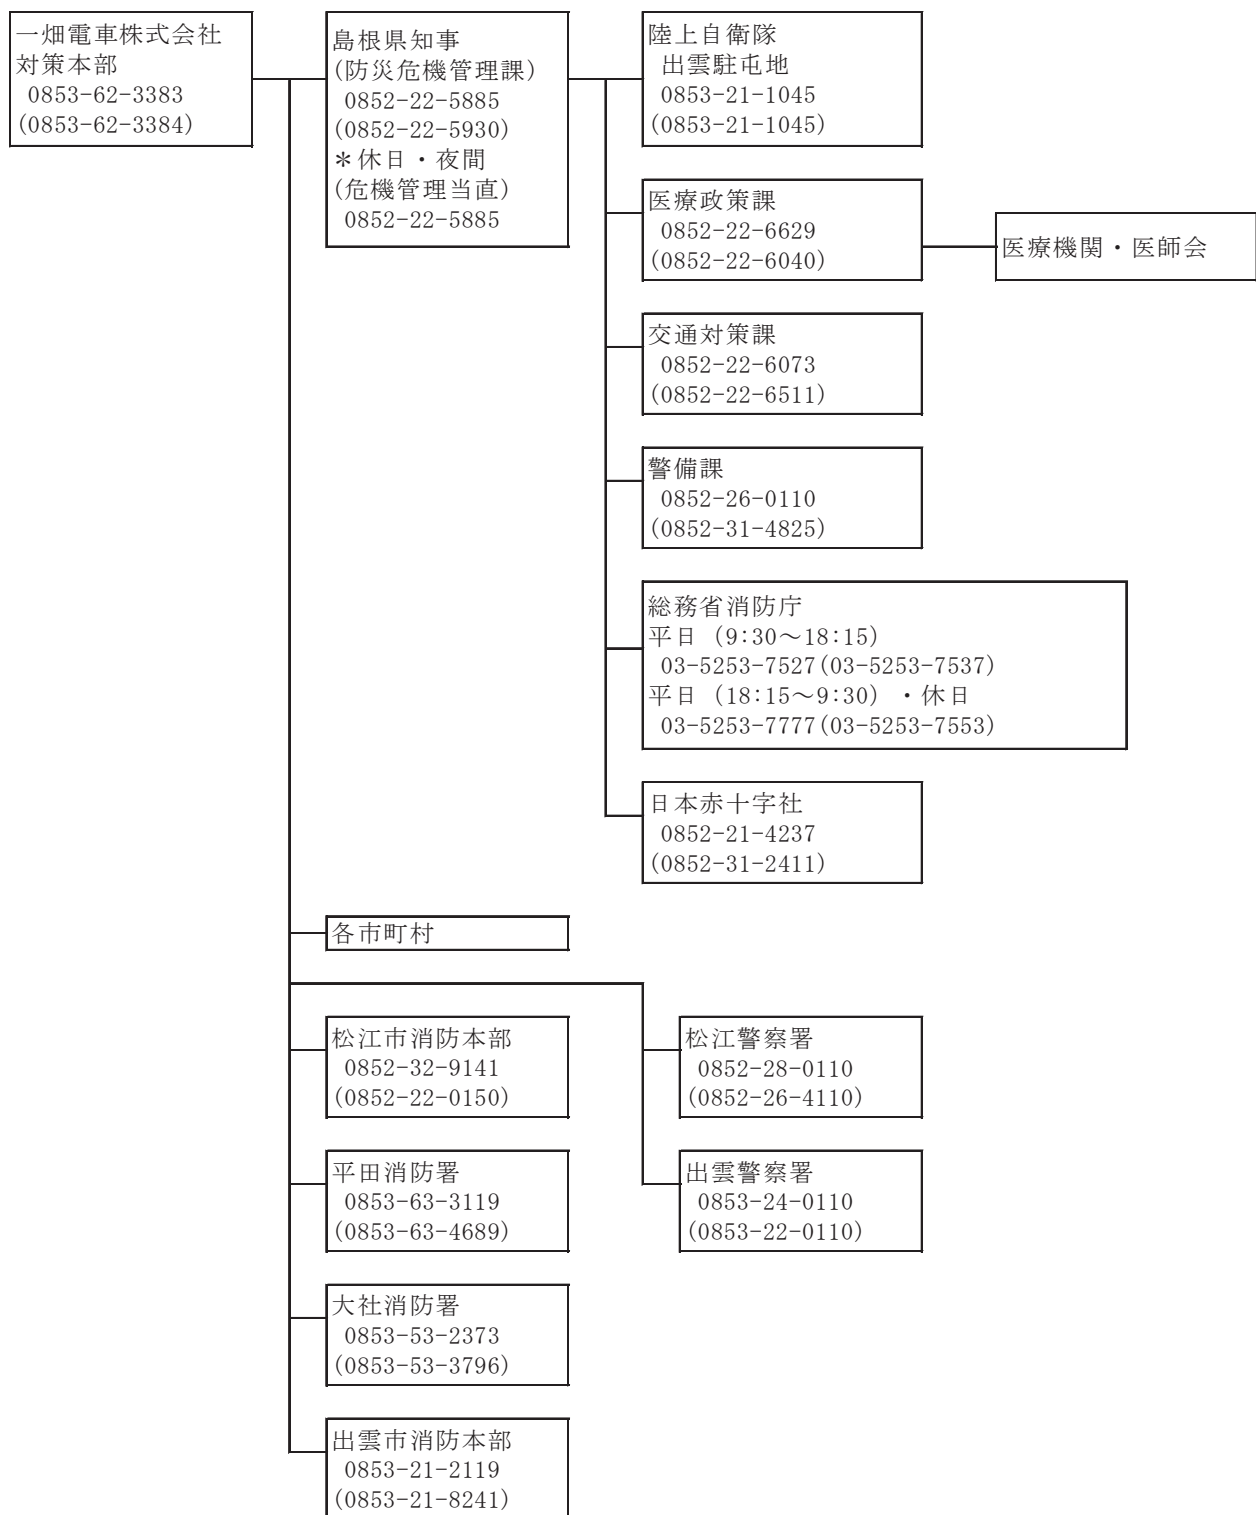 一畑電車株式会社
対策本部
0853-62-3383
(0853-62-3384)
島根県知事
(防災危機管理課)
0852-22-5885
(0852-22-5930)
＊休日・夜間
(危機管理当直)
0852-22-5885
陸上自衛隊
出雲駐屯地
0853-21-1045
(0853-21-1045)
医療政策課
0852-22-6629
(0852-22-6040)
医療機関・医師会
交通対策課
0852-22-6073
(0852-22-6511)
警備課
0852-26-0110
(0852-31-4825)
総務省消防庁
平日（9:30～18:15）
03-5253-7527(03-5253-7537)
平日（18:15～9:30）・休日
03-5253-7777(03-5253-7553)
日本赤十字社
0852-21-4237
(0852-31-2411)
各市町村
松江市消防本部
0852-32-9141
(0852-22-0150)
松江警察署
0852-28-0110
(0852-26-4110)
平田消防署
0853-63-3119
(0853-63-4689)
出雲警察署
0853-24-0110
(0853-22-0110)
大社消防署
0853-53-2373
(0853-53-3796)
出雲市消防本部
0853-21-2119
(0853-21-8241)